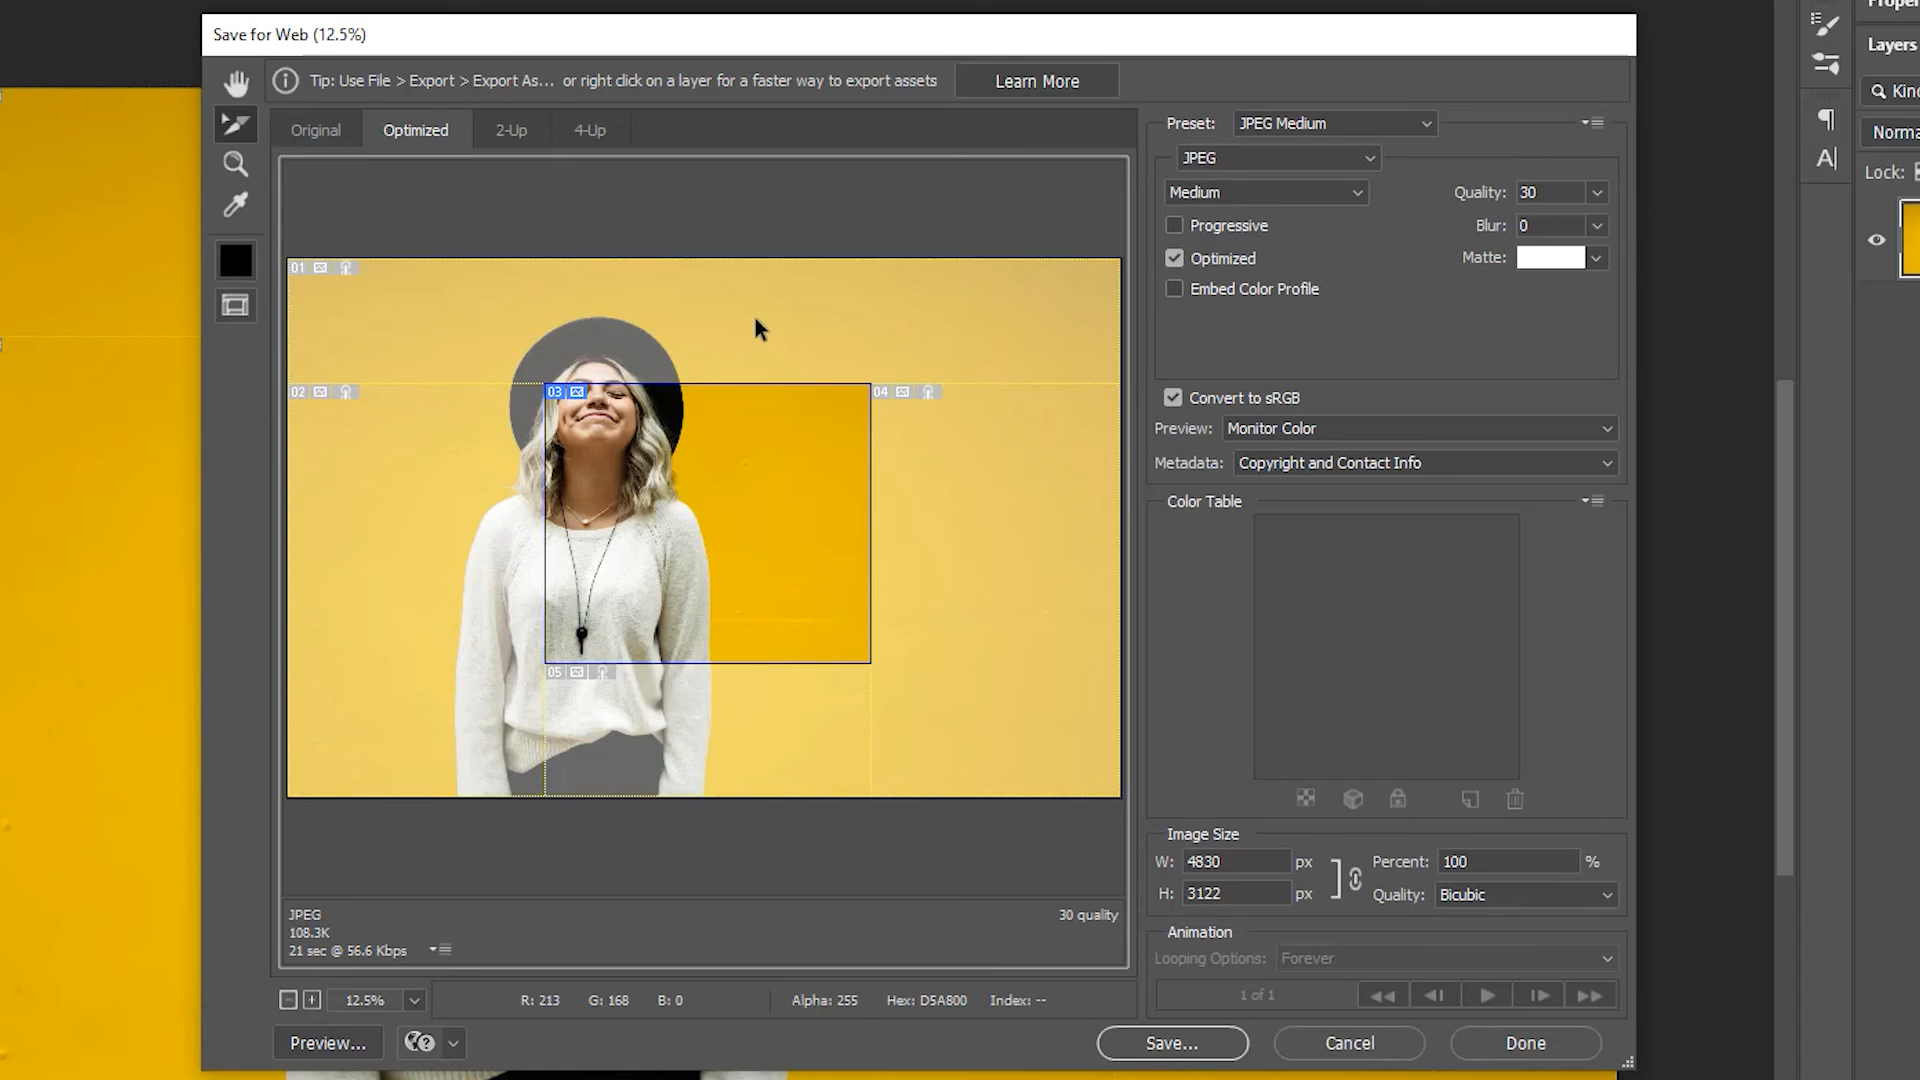 Save for Web (12.5%)
Tip: Use File > Export > Export As... or right click on a layer for a faster way to export assets
Learn More
Original
Optimized
2-Up
4-Up
01
02
03
04
05
JPEG
108.3K
21 sec @ 56.6 Kbps
30 quality
12.5%
R: 213
G: 168
B: 0
Alpha: 255
Hex: D5A800
Index: --
Preview...
Save...
Cancel
Done
Preset: JPEG Medium
JPEG
Medium
Quality: 30
Progressive
Blur: 0
Optimized
Matte:
Embed Color Profile
Convert to sRGB
Preview: Monitor Color
Metadata: Copyright and Contact Info
Color Table
Image Size
W: 4830 px
Percent: 100 %
H: 3122 px
Quality: Bicubic
Animation
Looping Options: Forever
1 of 1
Proper
Layers
Kind
Norma
Lock: